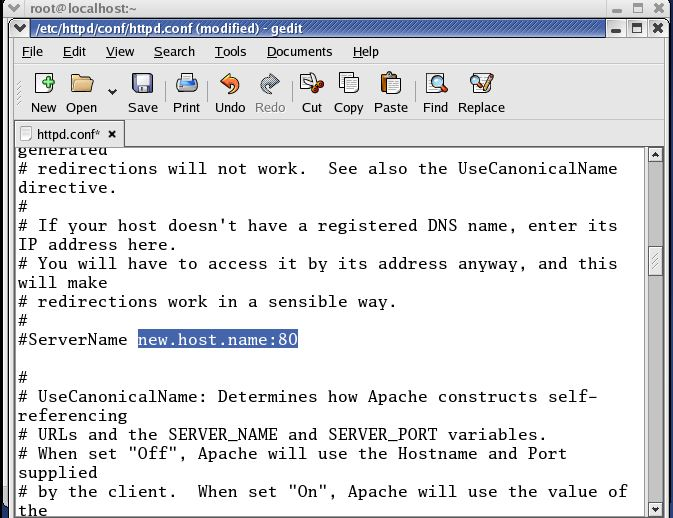 root@localhost:~
/etc/httpd/conf/httpd.conf (modified) - gedit
File Edit View Search Tools Documents Help
New Open Save Print Undo Redo Cut Copy Paste Find Replace
httpd.conf*
generated
# redirections will not work.  See also the UseCanonicalName
directive.
#
# If your host doesn't have a registered DNS name, enter its
IP address here.
# You will have to access it by its address anyway, and this
will make
# redirections work in a sensible way.
#
#ServerName new.host.name:80
#
# UseCanonicalName: Determines how Apache constructs self-
referencing
# URLs and the SERVER_NAME and SERVER_PORT variables.
# When set "Off", Apache will use the Hostname and Port
supplied
# by the client.  When set "On", Apache will use the value of
the